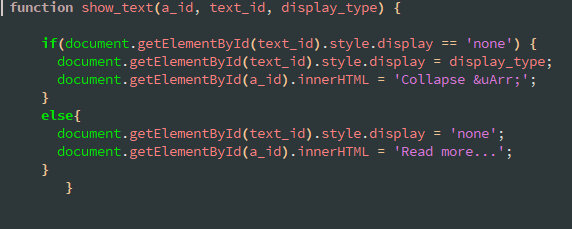 function show_text(a_id, text_id, display_type) {
if(document.getElementById(text_id).style.display == 'none') {
document.getElementById(text_id).style.display = display_type;
document.getElementById(a_id).innerHTML = 'Collapse &uArr;';
}
else{
document.getElementById(text_id).style.display = 'none';
document.getElementById(a_id).innerHTML = 'Read more...';
}
}